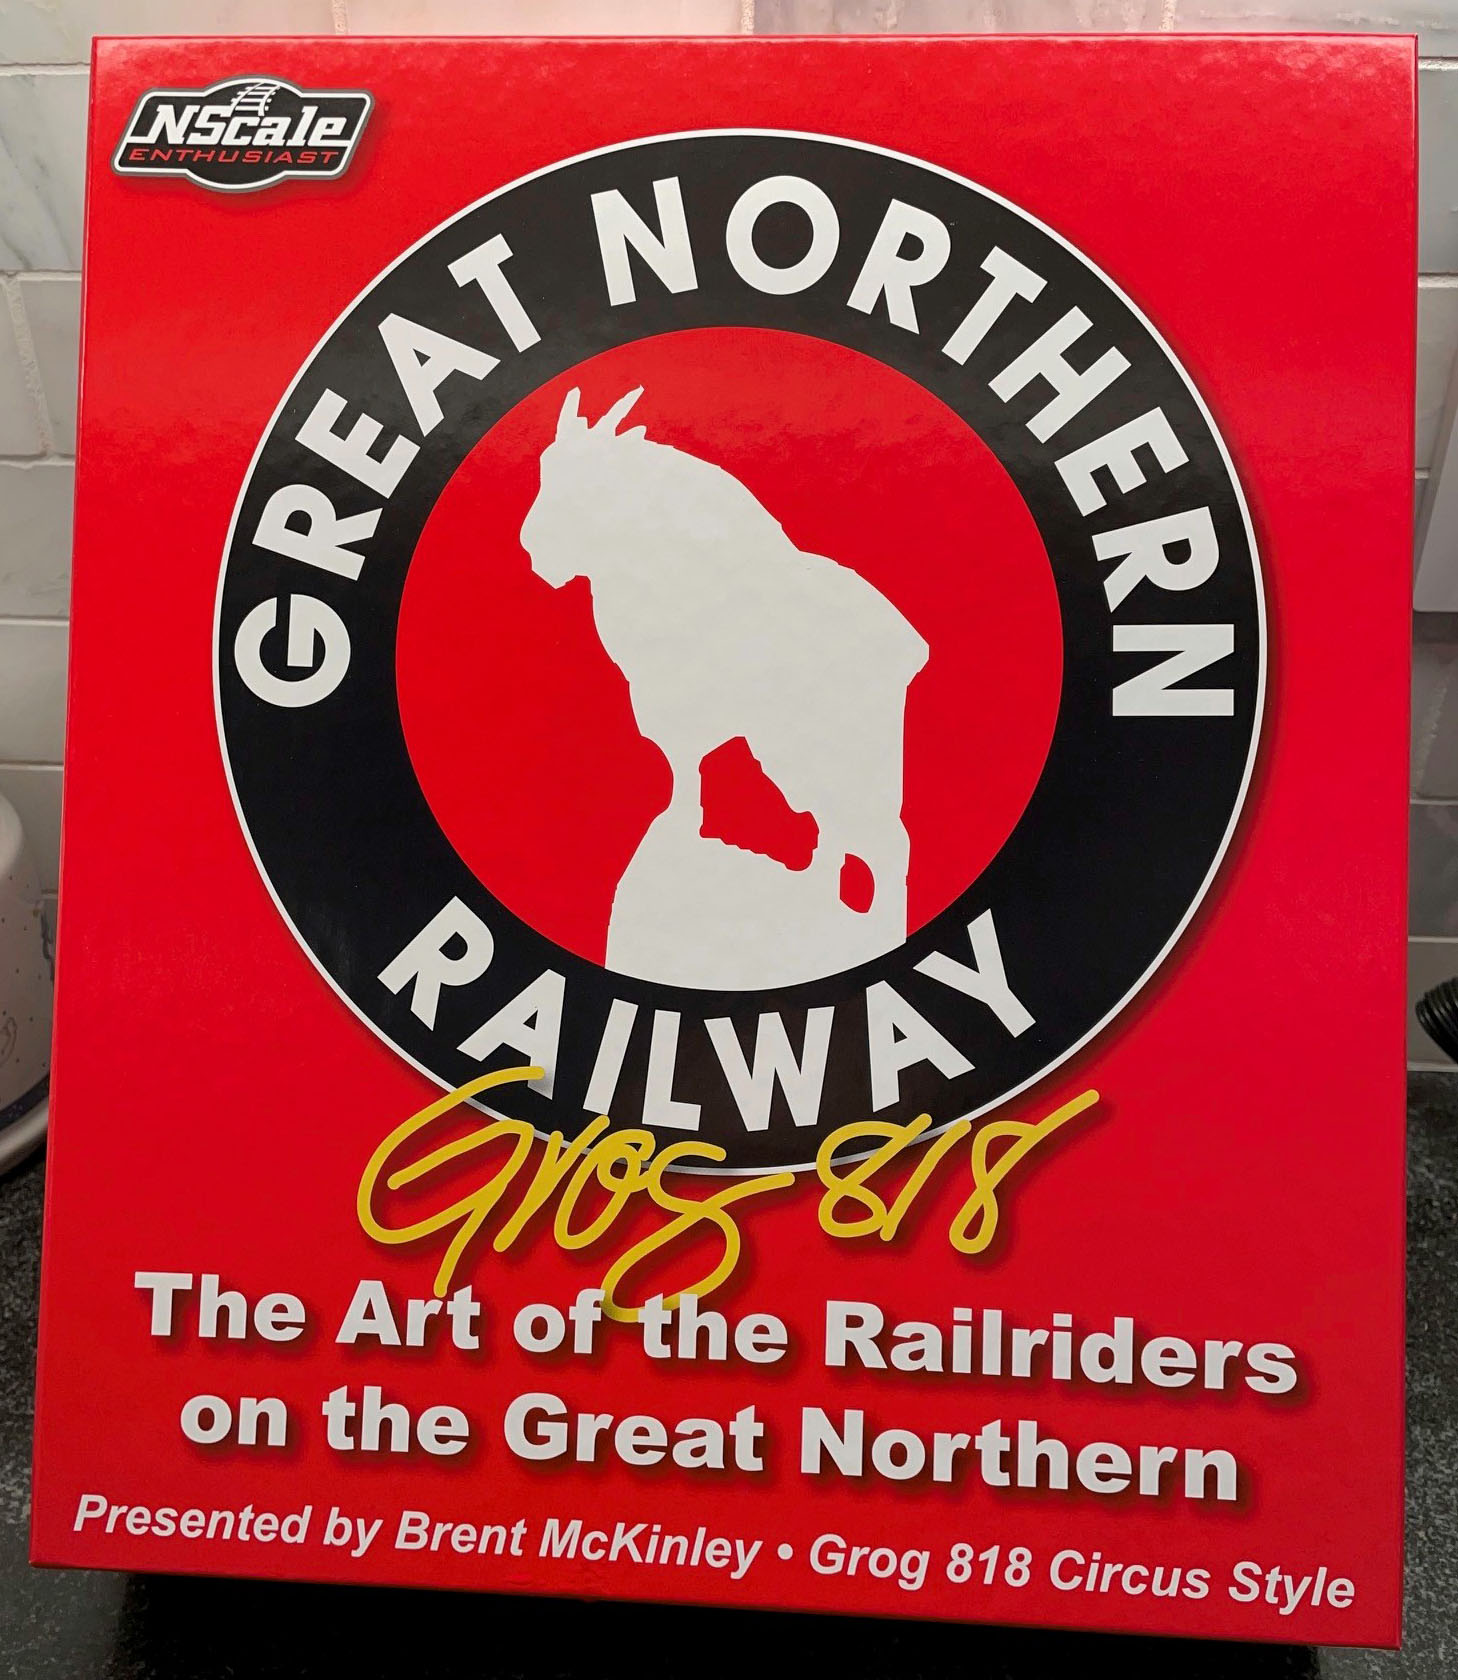 NScale
ENTHUSIAST
GREAT NORTHERN
RAILWAY
Grog 818
The Art of the Railriders
on the Great Northern
Presented by Brent McKinley • Grog 818 Circus Style